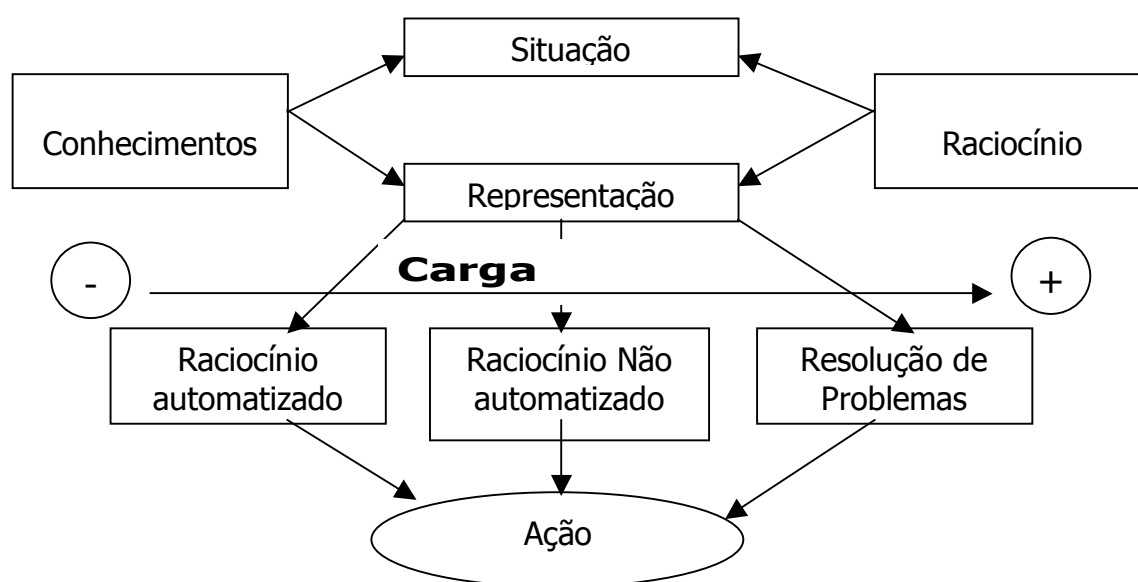 Situação
Conhecimentos
Raciocínio
Representação
Carga
-
+
Raciocínio
automatizado
Raciocínio Não
automatizado
Resolução de
Problemas
Ação